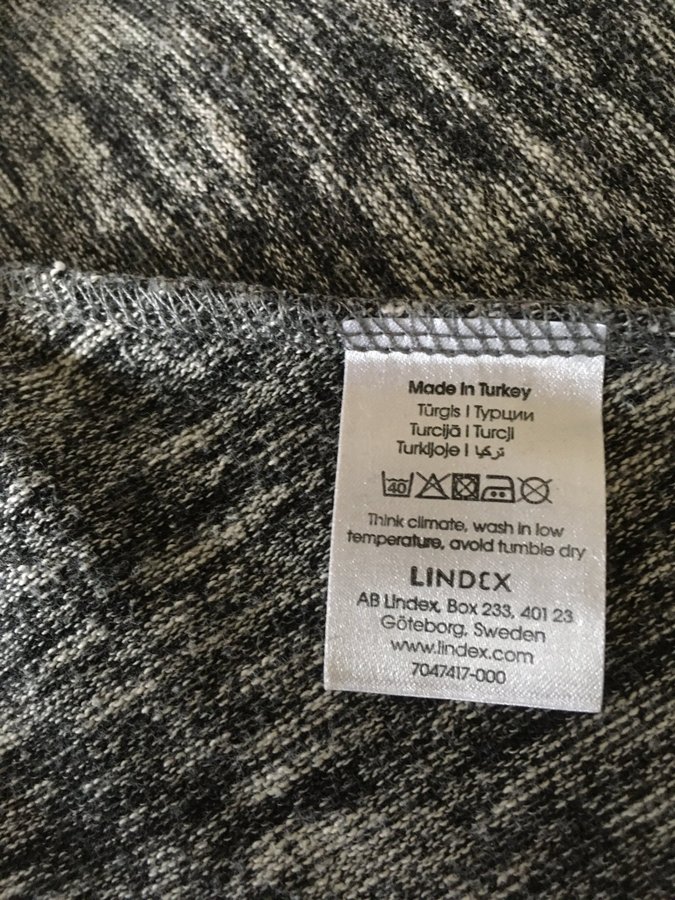 Made in Turkey
Türgis | Турции
Turcijā | Turcji
Turkijoje | تركيا
40
Think climate, wash in low
temperature, avoid tumble dry
LINDEX
AB Lindex, Box 233, 401 23
Göteborg, Sweden
www.lindex.com
7047417-000